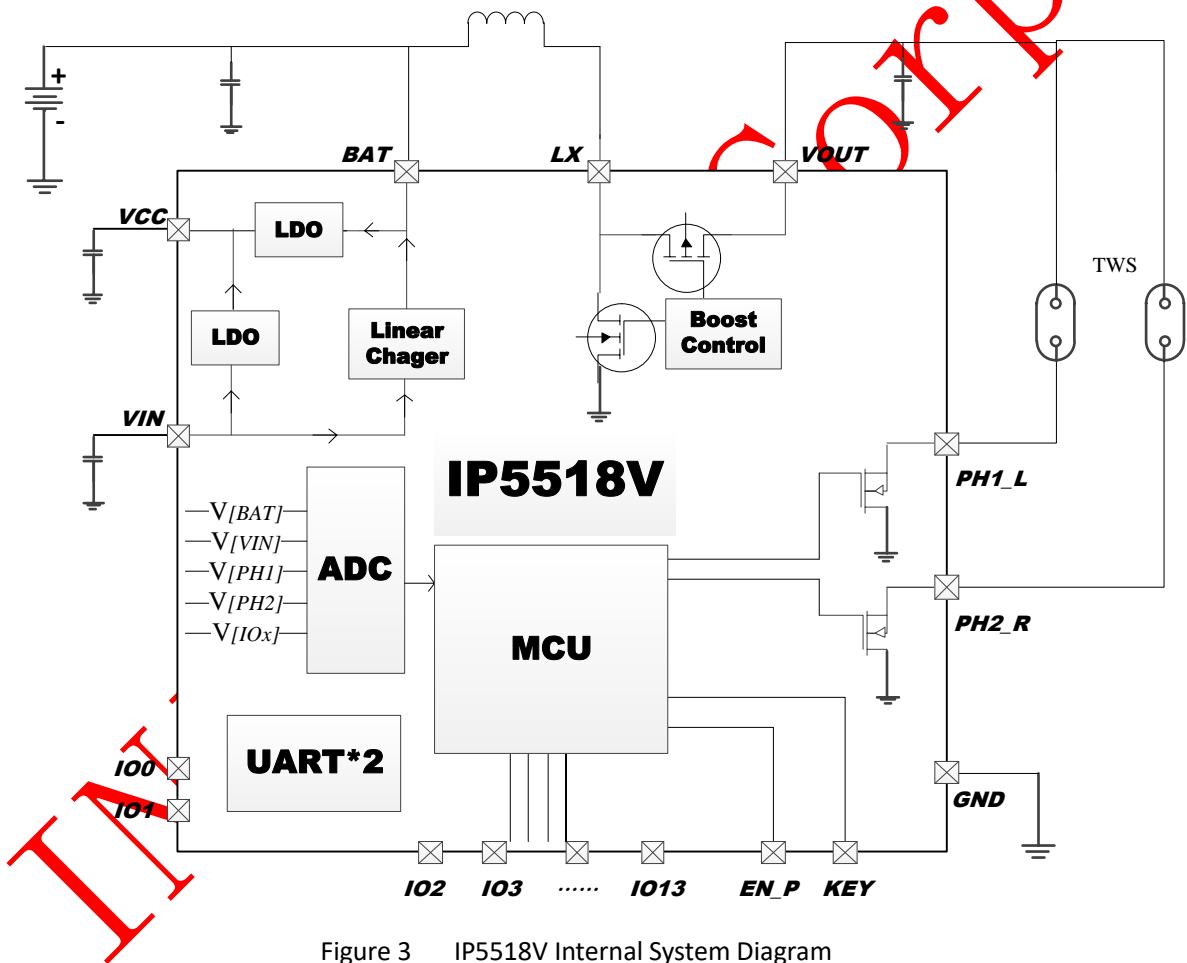 +
-
BAT
LX
VOUT
VCC
LDO
LDO
Linear
Chager
Boost
Control
TWS
VIN
IP5518V
PH1_L
V[BAT]
V[VIN]
V[PH1]
V[PH2]
V[IOx]
ADC
MCU
PH2_R
UART*2
IO0
IO1
GND
IO2
IO3
......
IO13
EN_P
KEY
Figure 3 IP5518V Internal System Diagram